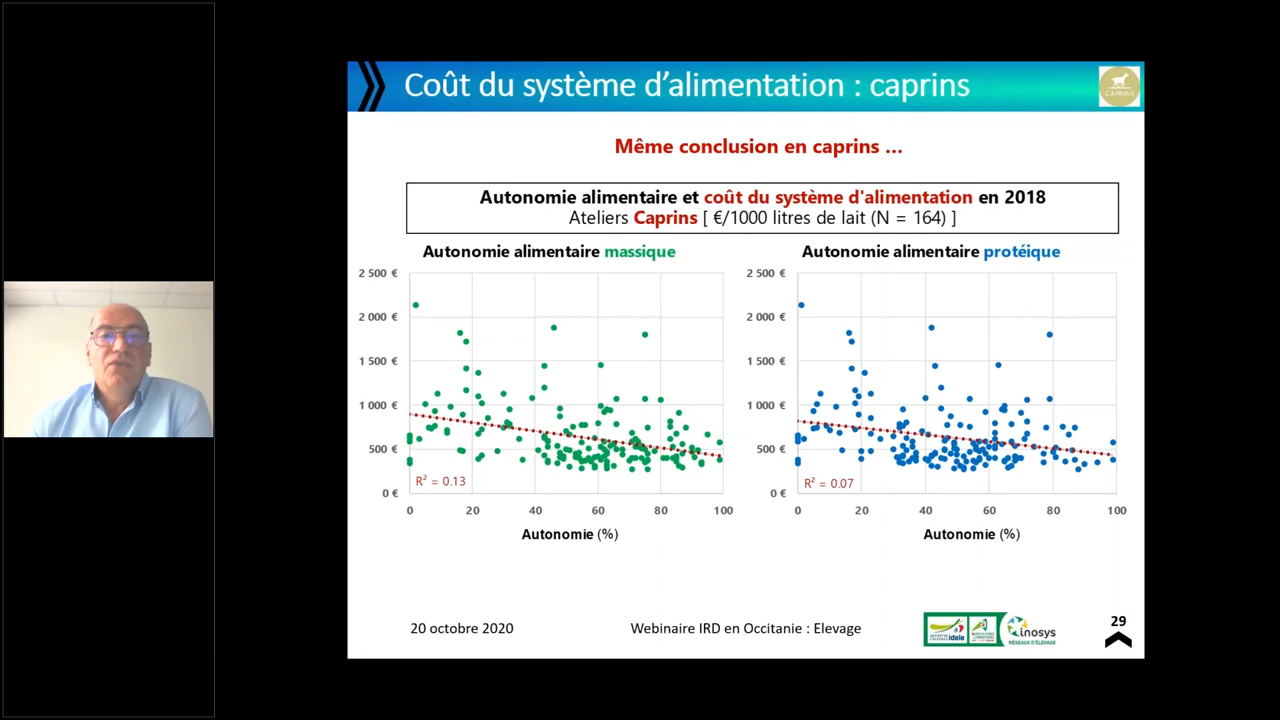 Coût du système d'alimentation : caprins
CAPRINS
Même conclusion en caprins ...
Autonomie alimentaire et coût du système d'alimentation en 2018
Ateliers Caprins [ €/1000 litres de lait (N = 164) ]
Autonomie alimentaire massique
2 500 €
2 000 €
1 500 €
1 000 €
500 €
0 €
R² = 0.13
0 20 40 60 80 100
Autonomie (%)
Autonomie alimentaire protéique
2 500 €
2 000 €
1 500 €
1 000 €
500 €
0 €
R² = 0.07
0 20 40 60 80 100
Autonomie (%)
20 octobre 2020
Webinaire IRD en Occitanie : Elevage
idele
inosys
RÉSEAUX D'ÉLEVAGE
29